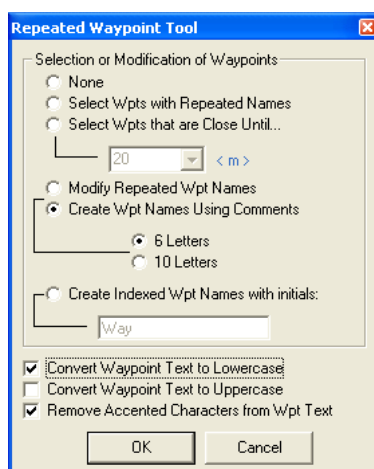 Repeated Waypoint Tool
Selection or Modification of Waypoints
None
Select Wpts with Repeated Names
Select Wpts that are Close Until...
20 < m >
Modify Repeated Wpt Names
Create Wpt Names Using Comments
6 Letters
10 Letters
Create Indexed Wpt Names with initials:
Way
Convert Waypoint Text to Lowercase
Convert Waypoint Text to Uppercase
Remove Accented Characters from Wpt Text
OK Cancel